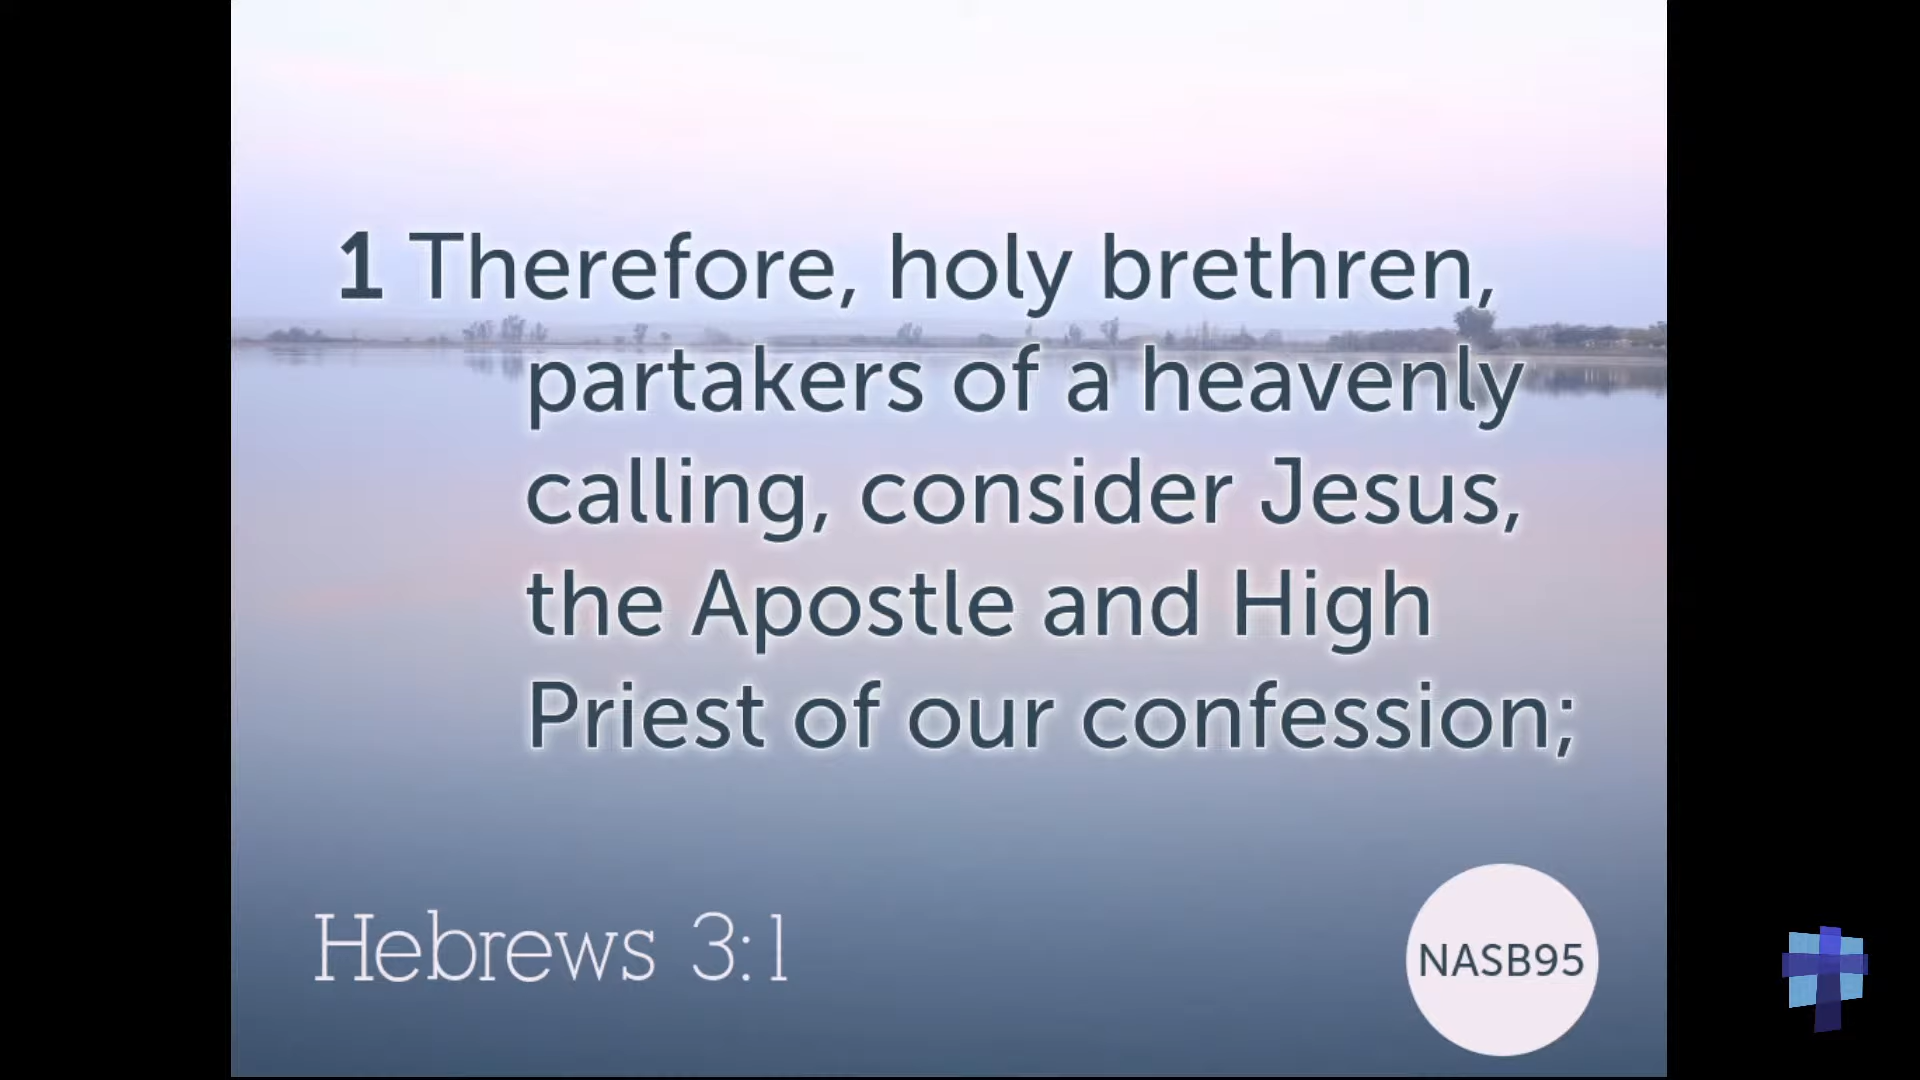 1 Therefore, holy brethren,
partakers of a heavenly
calling, consider Jesus,
the Apostle and High
Priest of our confession;
Hebrews 3:1
NASB95